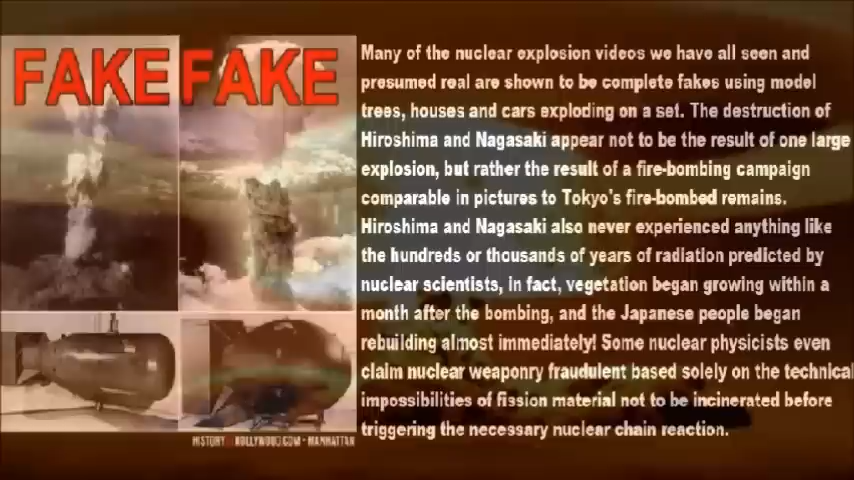 FAKE FAKE
Many of the nuclear explosion videos we have all seen and
presumed real are shown to be complete fakes using model
trees, houses and cars exploding on a set. The destruction of
Hiroshima and Nagasaki appear not to be the result of one large
explosion, but rather the result of a fire-bombing campaign
comparable in pictures to Tokyo's fire-bombed remains.
Hiroshima and Nagasaki also never experienced anything like
the hundreds or thousands of years of radiation predicted by
nuclear scientists, in fact, vegetation began growing within a
month after the bombing, and the Japanese people began
rebuilding almost immediately! Some nuclear physicists even
claim nuclear weaponry fraudulent based solely on the technical
impossibilities of fission material not to be incinerated before
triggering the necessary nuclear chain reaction.
MANHATTAN